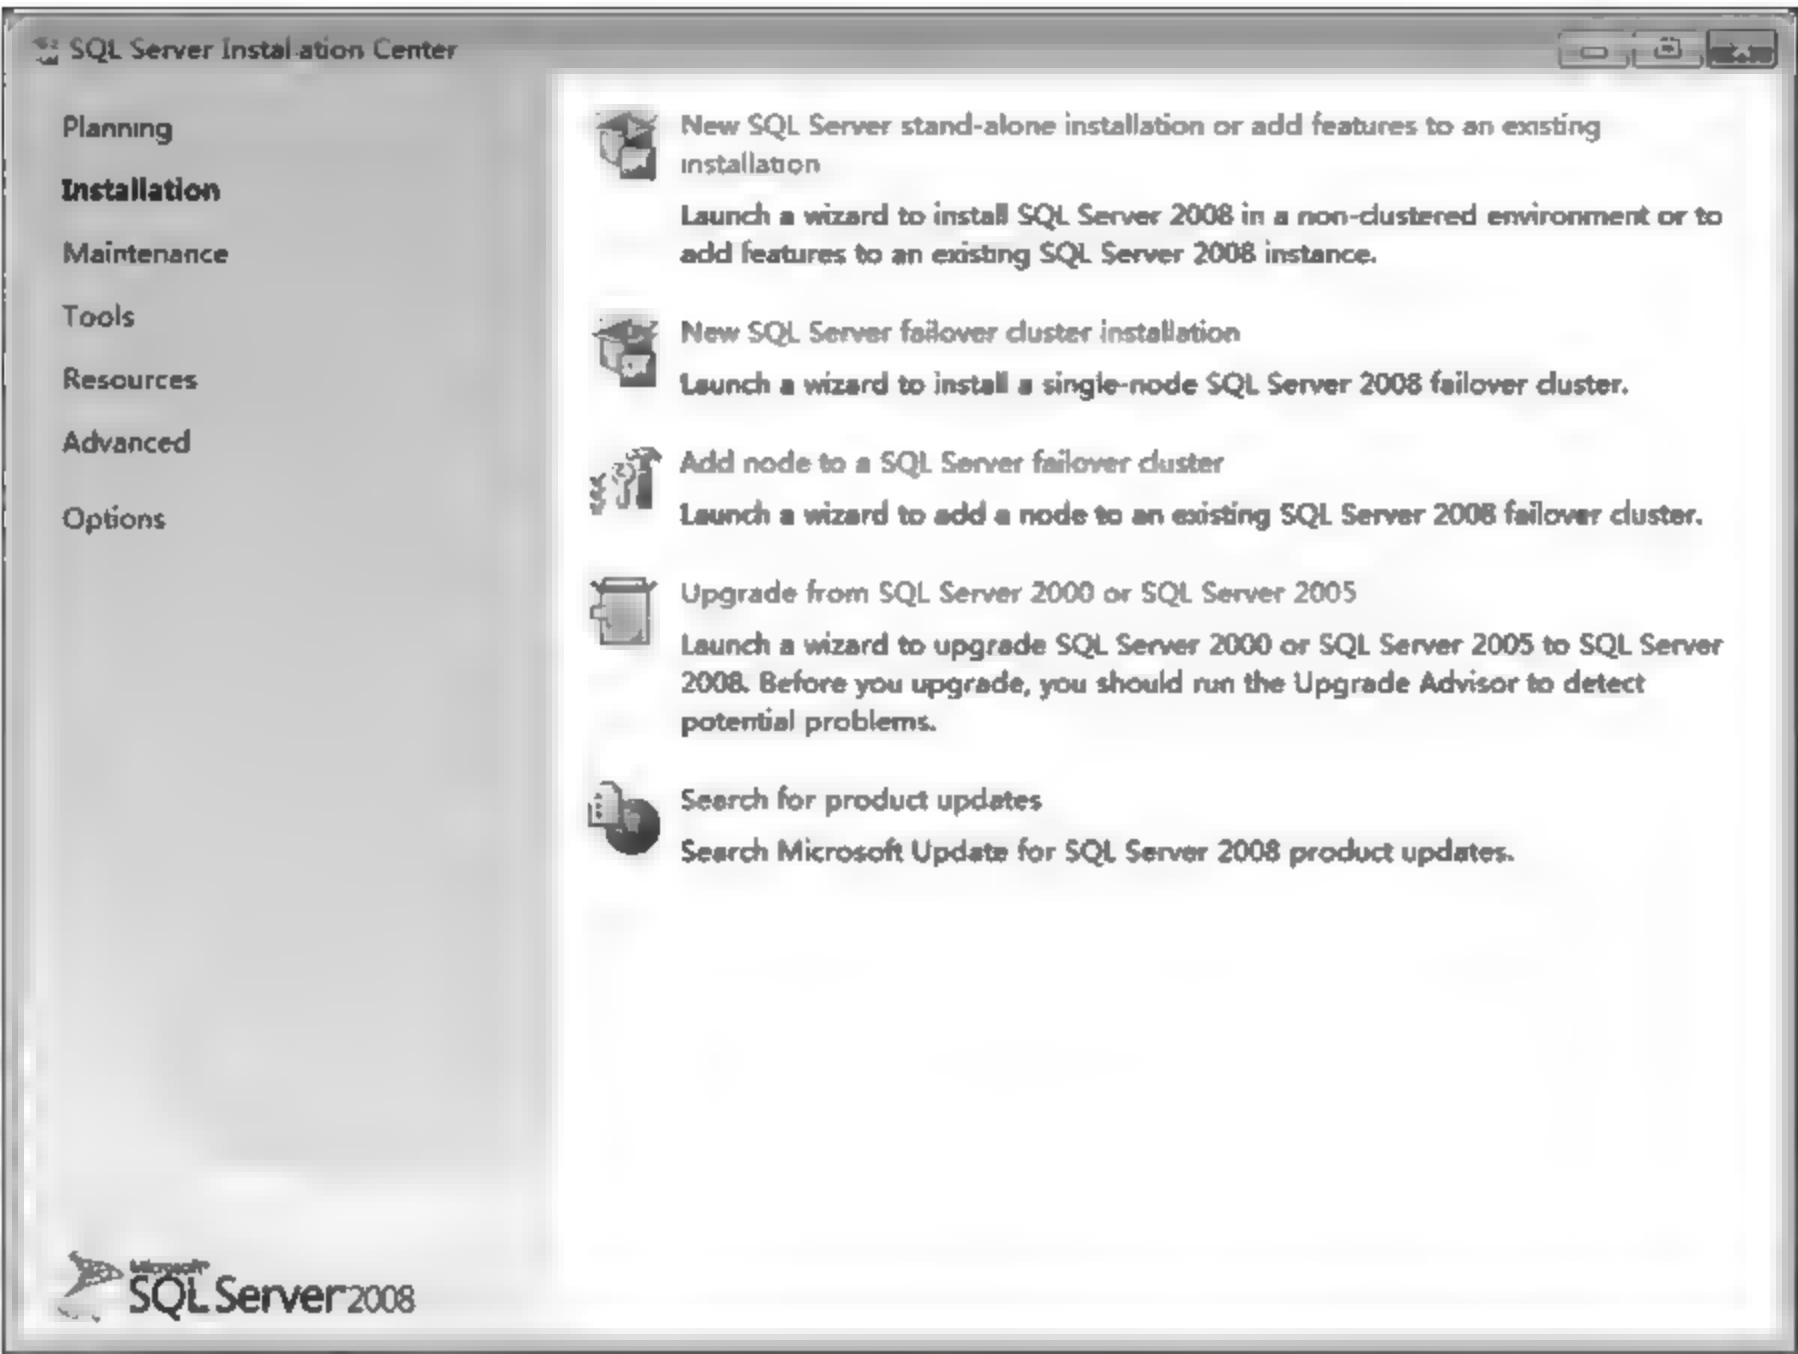 SQL Server Installation Center
Planning
Installation
Maintenance
Tools
Resources
Advanced
Options
New SQL Server stand-alone installation or add features to an existing
installation
Launch a wizard to install SQL Server 2008 in a non-clustered environment or to
add features to an existing SQL Server 2008 instance.
New SQL Server failover cluster installation
Launch a wizard to install a single-node SQL Server 2008 failover cluster.
Add node to a SQL Server failover cluster
Launch a wizard to add a node to an existing SQL Server 2008 failover cluster.
Upgrade from SQL Server 2000 or SQL Server 2005
Launch a wizard to upgrade SQL Server 2000 or SQL Server 2005 to SQL Server
2008. Before you upgrade, you should run the Upgrade Advisor to detect
potential problems.
Search for product updates
Search Microsoft Update for SQL Server 2008 product updates.
Microsoft
SQL Server 2008